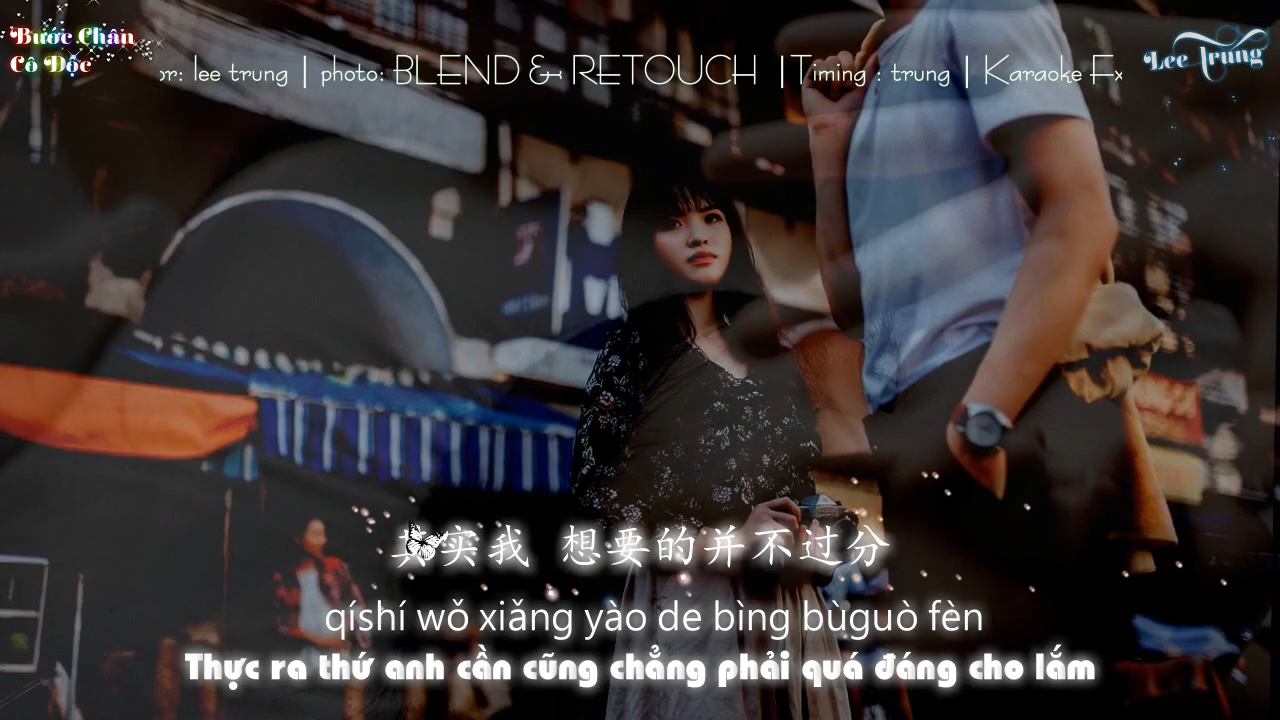 Bước Chân
Cô Độc
or: lee trung | photo: BLEND & RETOUCH | Timing : trung | Karaoke Fx
Lee trung
其实我 想要的并不过分
qíshí wǒ xiǎng yào de bìng bùguò fèn
Thực ra thứ anh cần cũng chẳng phải quá đáng cho lắm